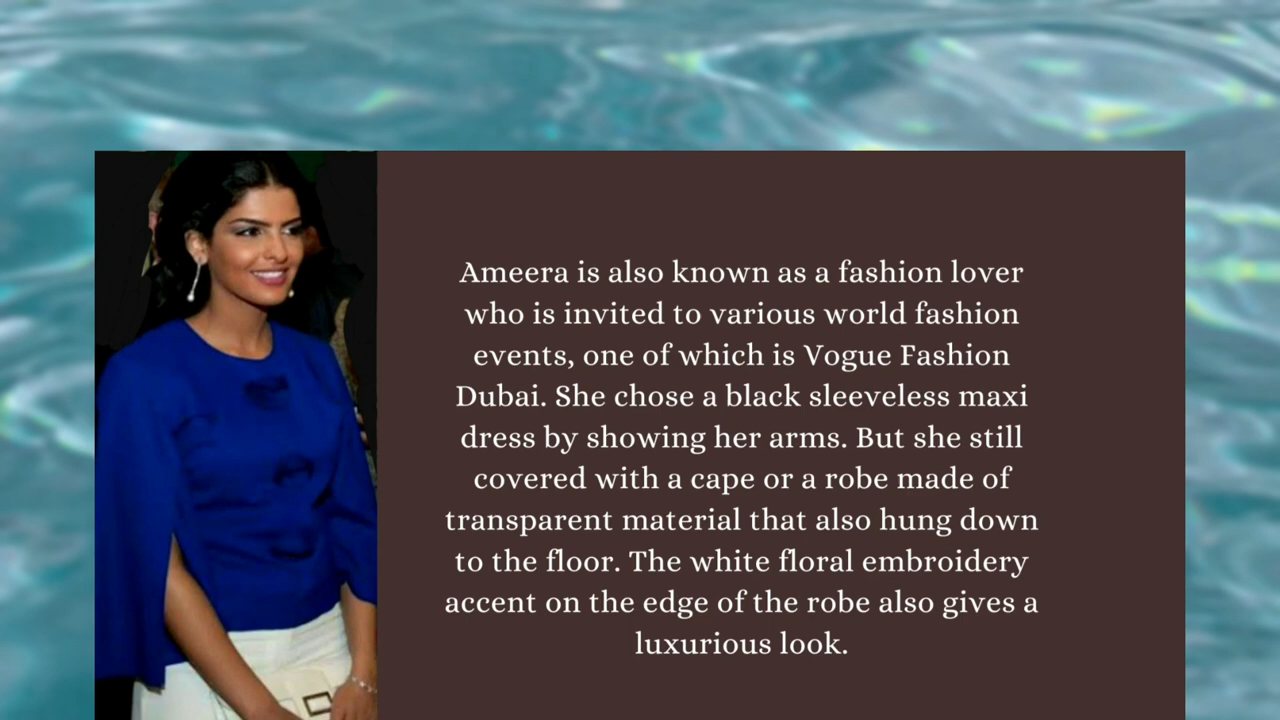 Ameera is also known as a fashion lover
who is invited to various world fashion
events, one of which is Vogue Fashion
Dubai. She chose a black sleeveless maxi
dress by showing her arms. But she still
covered with a cape or a robe made of
transparent material that also hung down
to the floor. The white floral embroidery
accent on the edge of the robe also gives a
luxurious look.